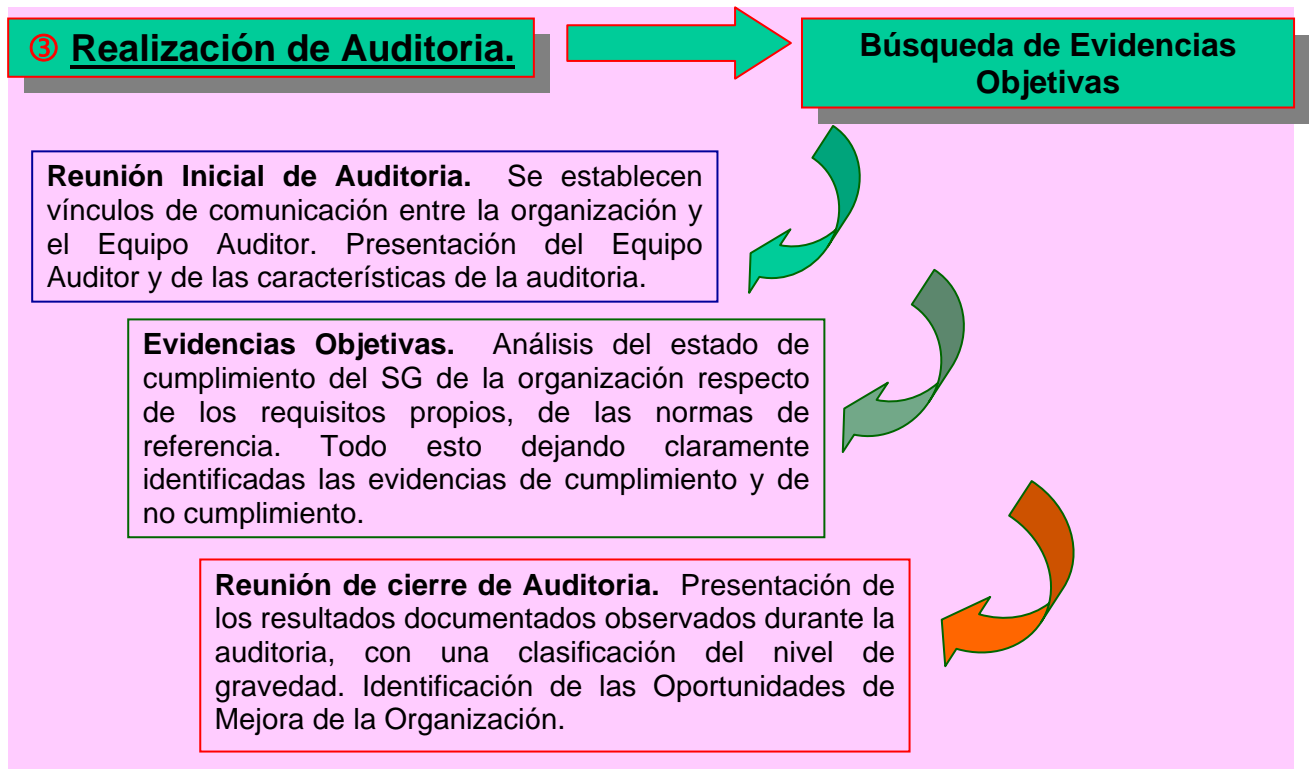 ③ Realización de Auditoria.
Búsqueda de Evidencias
Objetivas
Reunión Inicial de Auditoria. Se establecen
vínculos de comunicación entre la organización y
el Equipo Auditor. Presentación del Equipo
Auditor y de las características de la auditoria.
Evidencias Objetivas. Análisis del estado de
cumplimiento del SG de la organización respecto
de los requisitos propios, de las normas de
referencia. Todo esto dejando claramente
identificadas las evidencias de cumplimiento y de
no cumplimiento.
Reunión de cierre de Auditoria. Presentación de
los resultados documentados observados durante la
auditoria, con una clasificación del nivel de
gravedad. Identificación de las Oportunidades de
Mejora de la Organización.